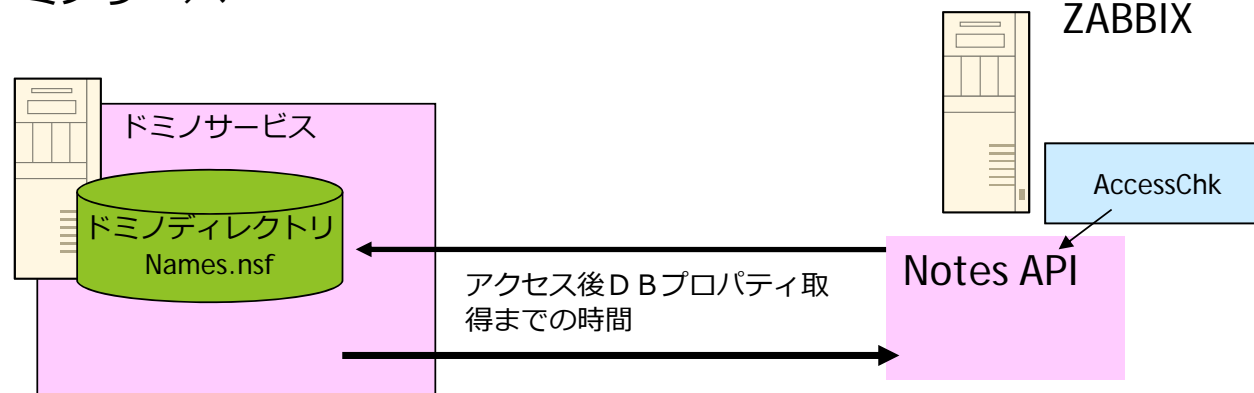 ZABBIX
ドミノサービス
ドミノディレクトリ
Names.nsf
アクセス後ＤＢプロパティ取
得までの時間
AccessChk
Notes API